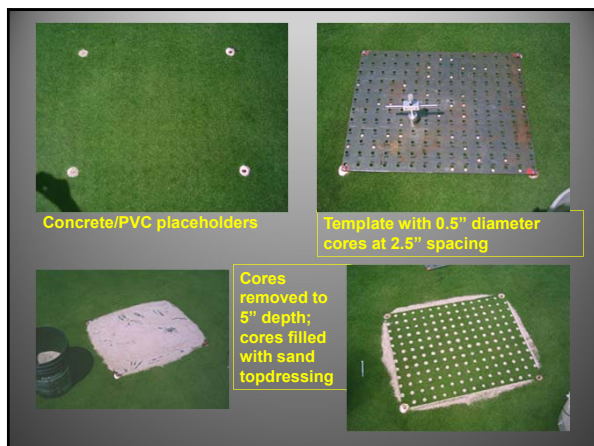 Concrete/PVC placeholders
Template with 0.5” diameter
cores at 2.5” spacing
Cores
removed to
5” depth;
cores filled
with sand
topdressing